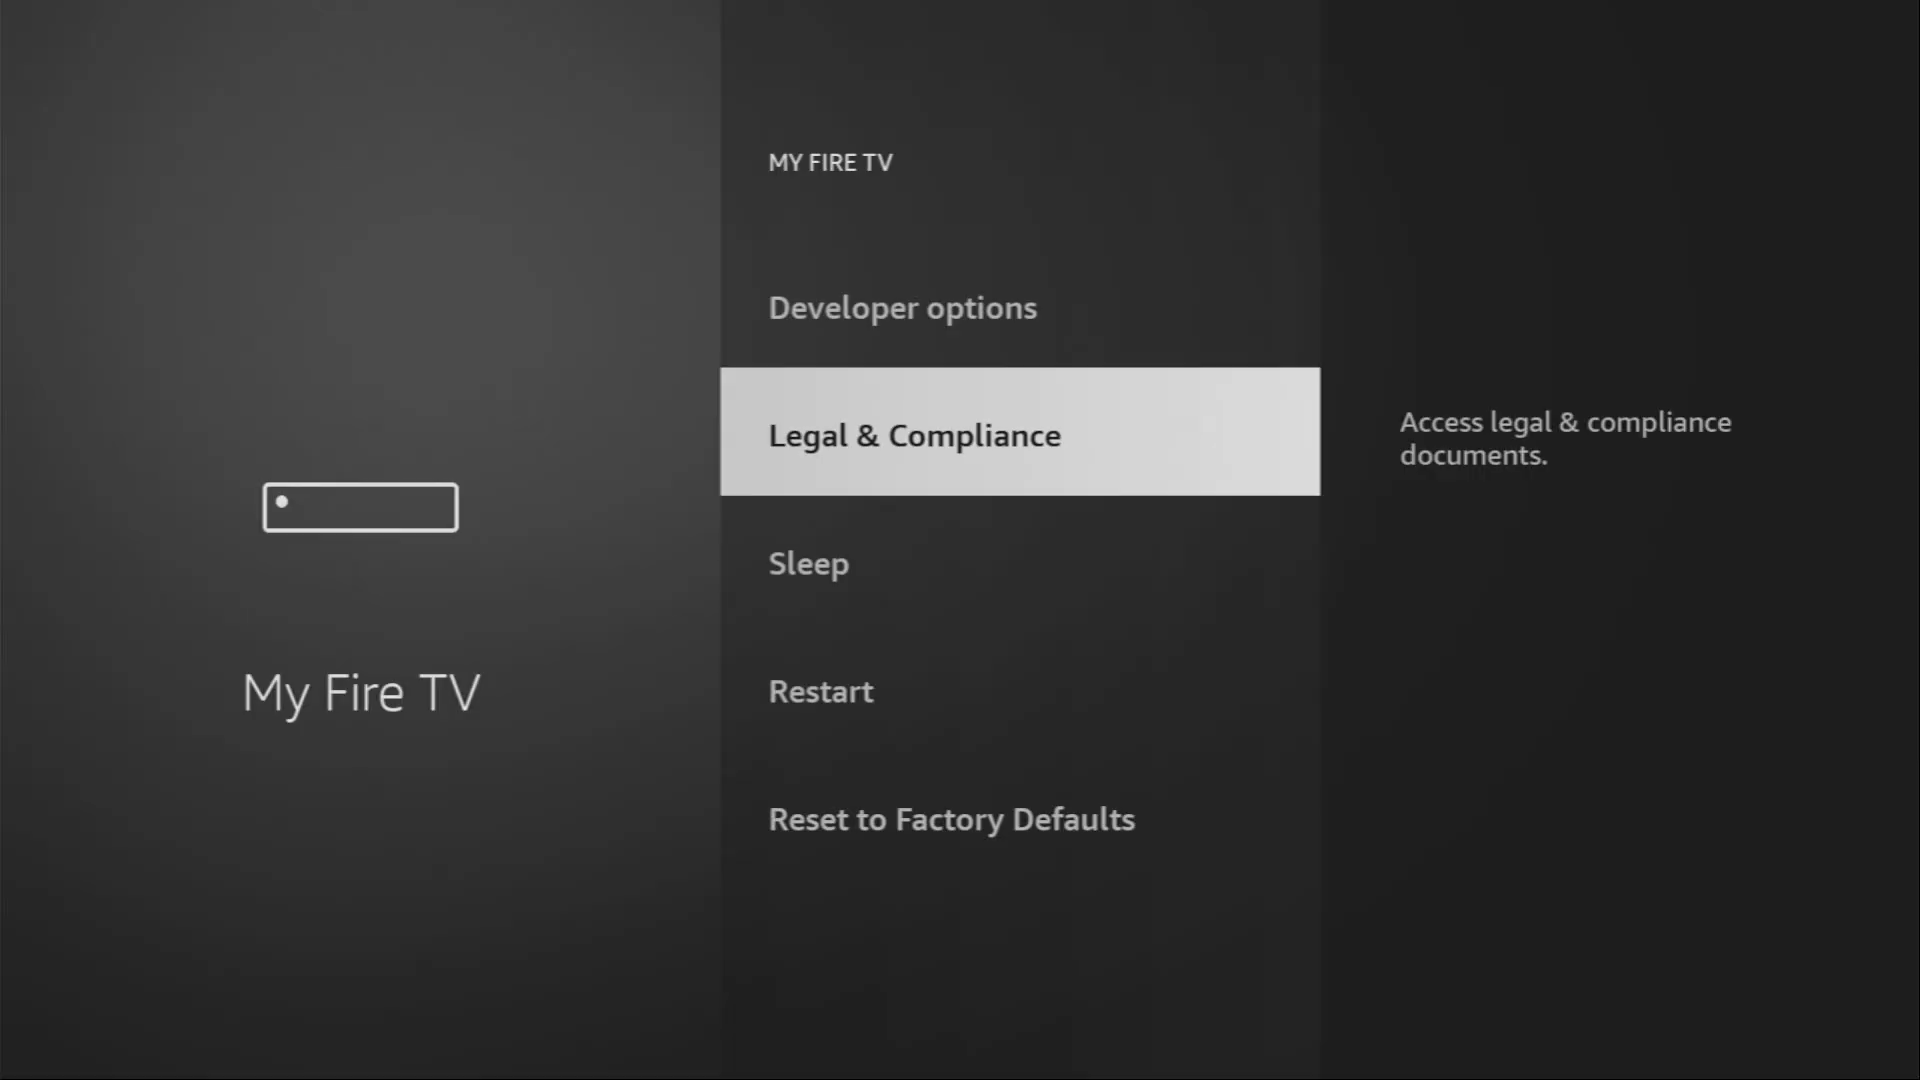 MY FIRE TV
Developer options
Legal & Compliance
Access legal & compliance
documents.
Sleep
Restart
My Fire TV
Reset to Factory Defaults